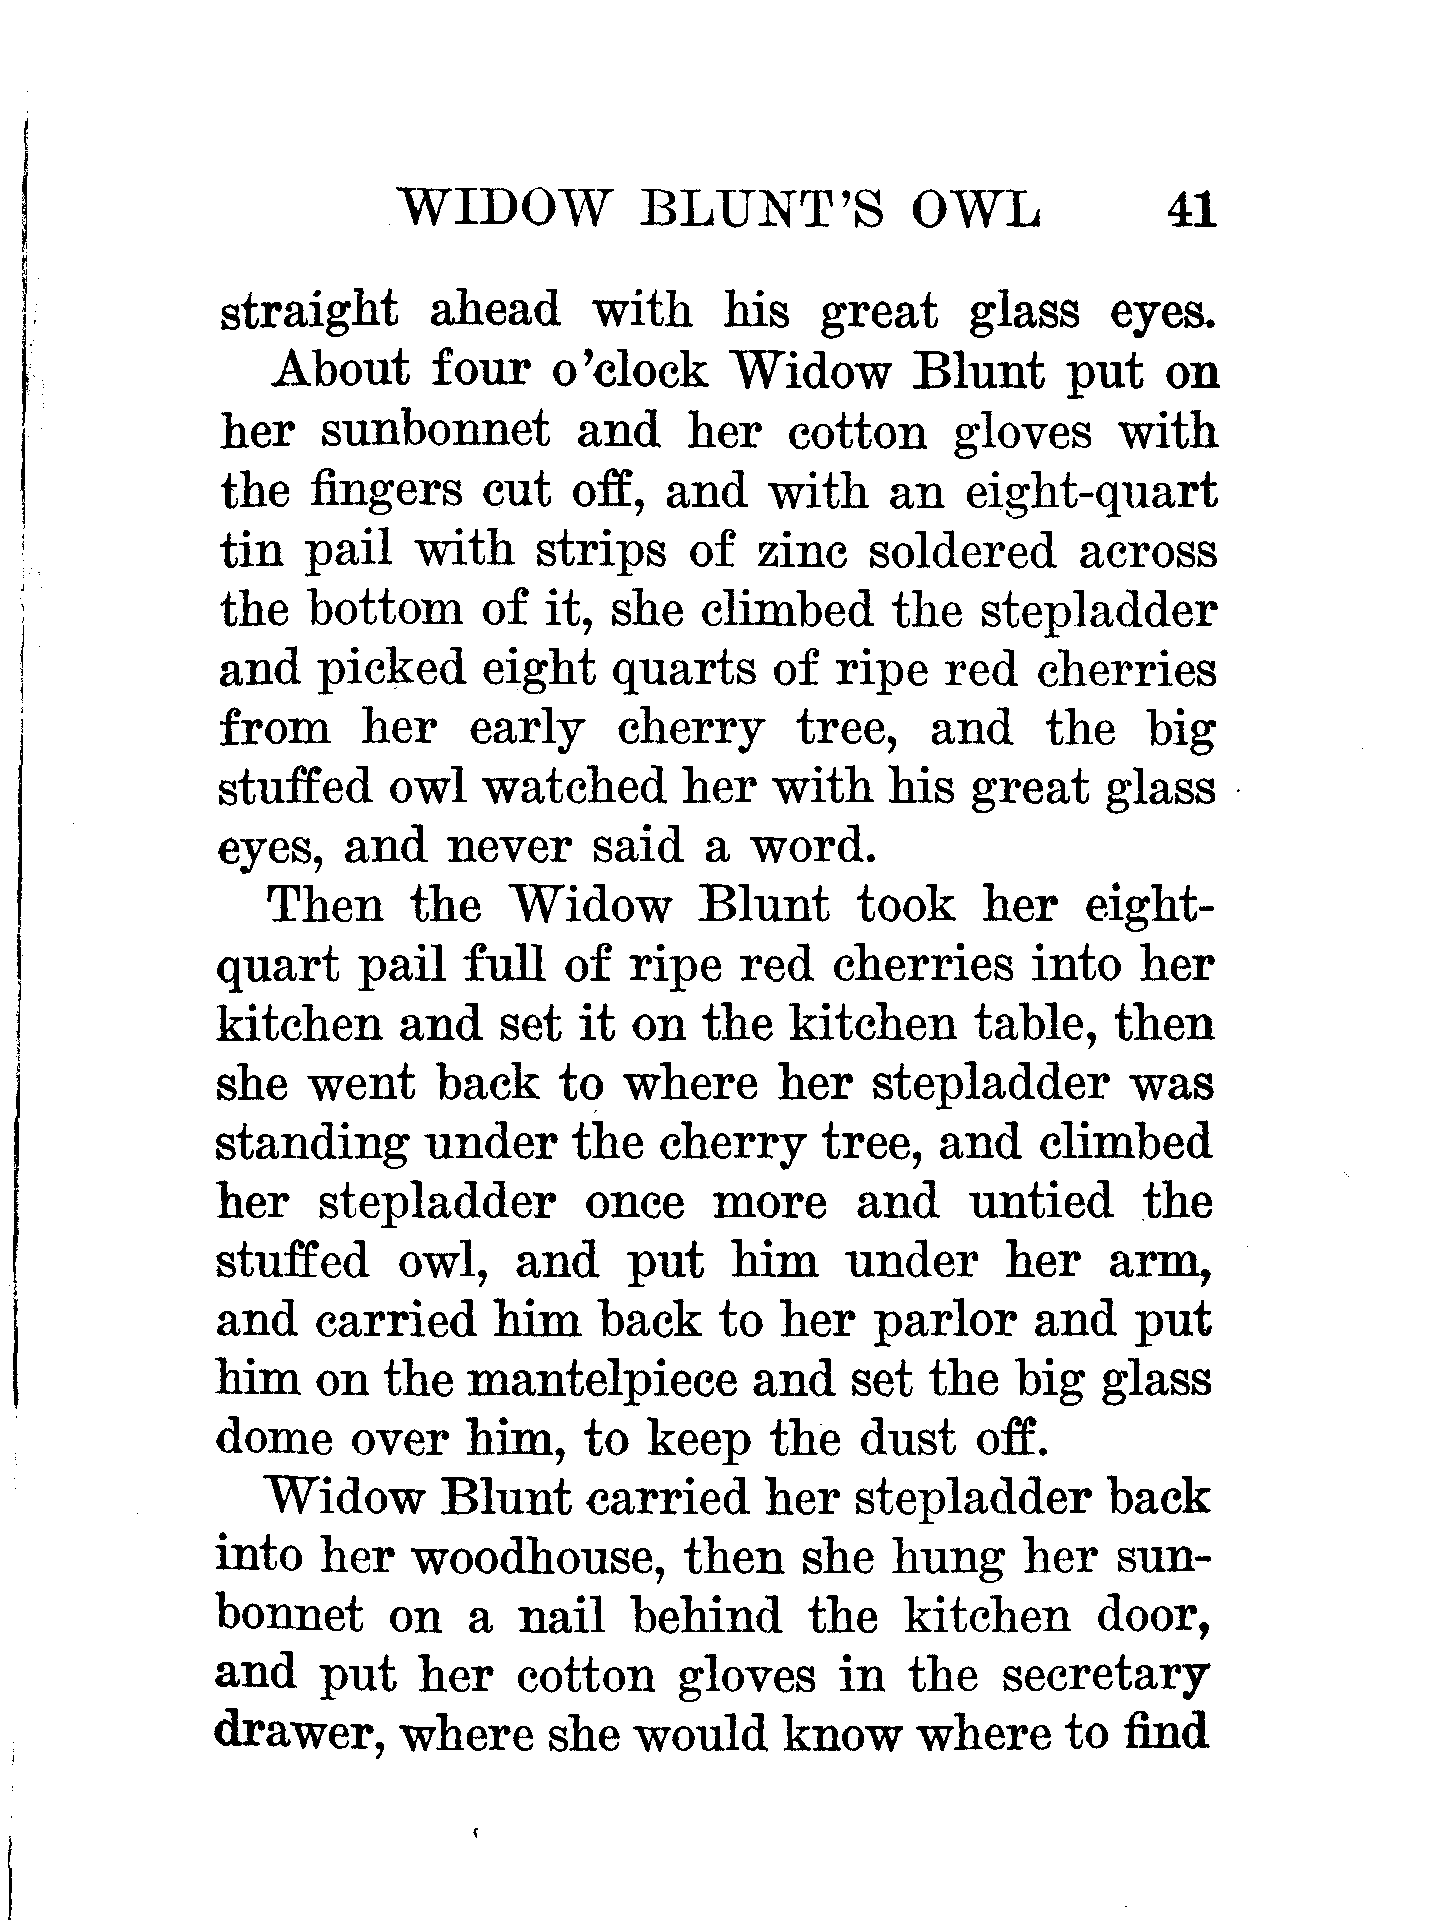 WIDOW BLUNT'S OWL 41
straight ahead with his great glass eyes.
About four o'clock Widow Blunt put on
her sunbonnet and her cotton gloves with
the fingers cut off, and with an eight-quart
tin pail with strips of zinc soldered across
the bottom of it, she climbed the stepladder
and picked eight quarts of ripe red cherries
from her early cherry tree, and the big
stuffed owl watched her with his great glass
eyes, and never said a word.
Then the Widow Blunt took her eight-
quart pail full of ripe red cherries into her
kitchen and set it on the kitchen table, then
she went back to where her stepladder was
standing under the cherry tree, and climbed
her stepladder once more and untied the
stuffed owl, and put him under her arm,
and carried him back to her parlor and put
him on the mantelpiece and set the big glass
dome over him, to keep the dust off.
Widow Blunt carried her stepladder back
into her woodhouse, then she hung her sun-
bonnet on a nail behind the kitchen door,
and put her cotton gloves in the secretary
drawer, where she would know where to find